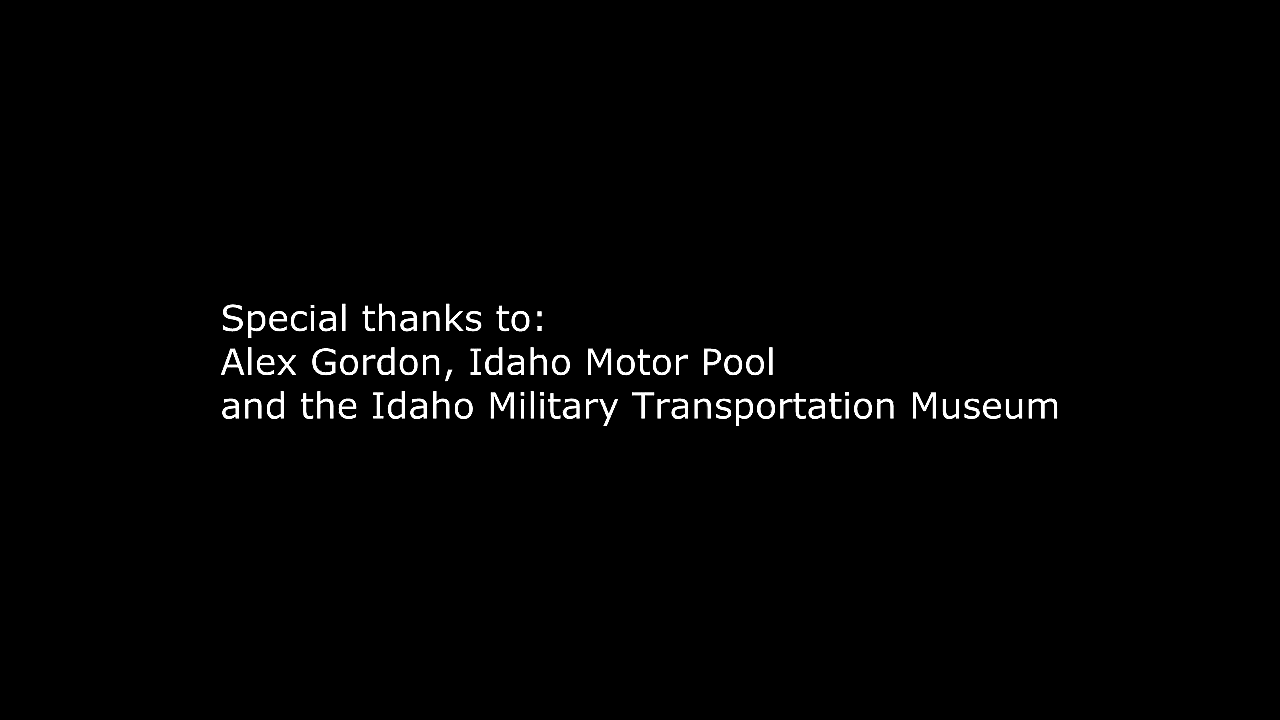 Special thanks to:
Alex Gordon, Idaho Motor Pool
and the Idaho Military Transportation Museum